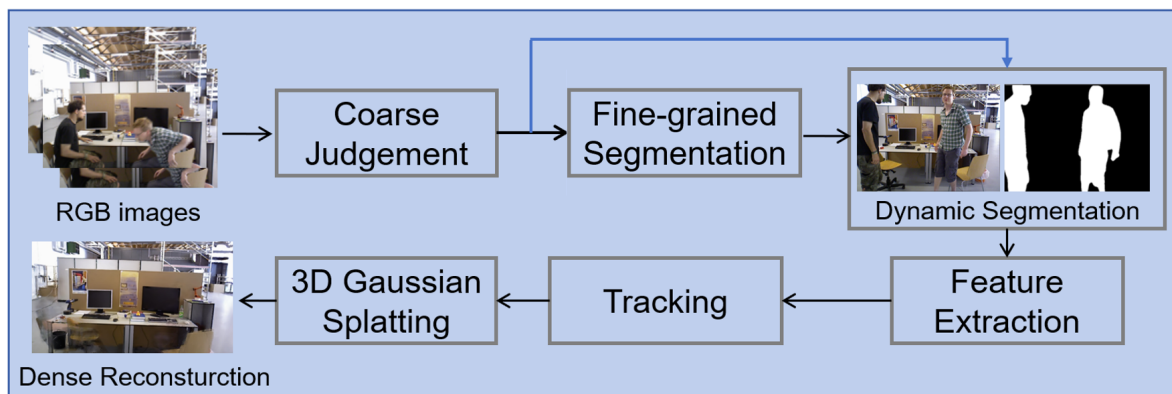 RGB images
Coarse
Judgement
Fine-grained
Segmentation
Dynamic Segmentation
Feature
Extraction
Tracking
3D Gaussian
Splatting
Dense Reconsturction